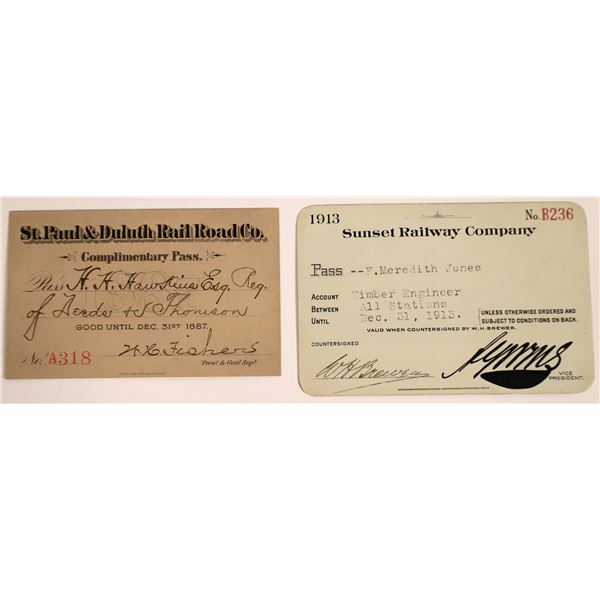 St. Paul & Duluth Rail Road Co.
Complimentary Pass.
Pass H. H. Hawkins Esq. Reg.
of Deeds
GOOD UNTIL DEC. 31ST 1887.
No. A318
Prest & Genl Supt.
1913 No. B236
Sunset Railway Company
Pass --F. Meredith Jones
ACCOUNT Timber Engineer
BETWEEN All Stations
UNTIL Dec. 31, 1913.
UNLESS OTHERWISE ORDERED AND
SUBJECT TO CONDITIONS ON BACK.
VALID WHEN COUNTERSIGNED BY W. H. BREWER.
COUNTERSIGNED
W H Brewer
VICE
PRESIDENT.